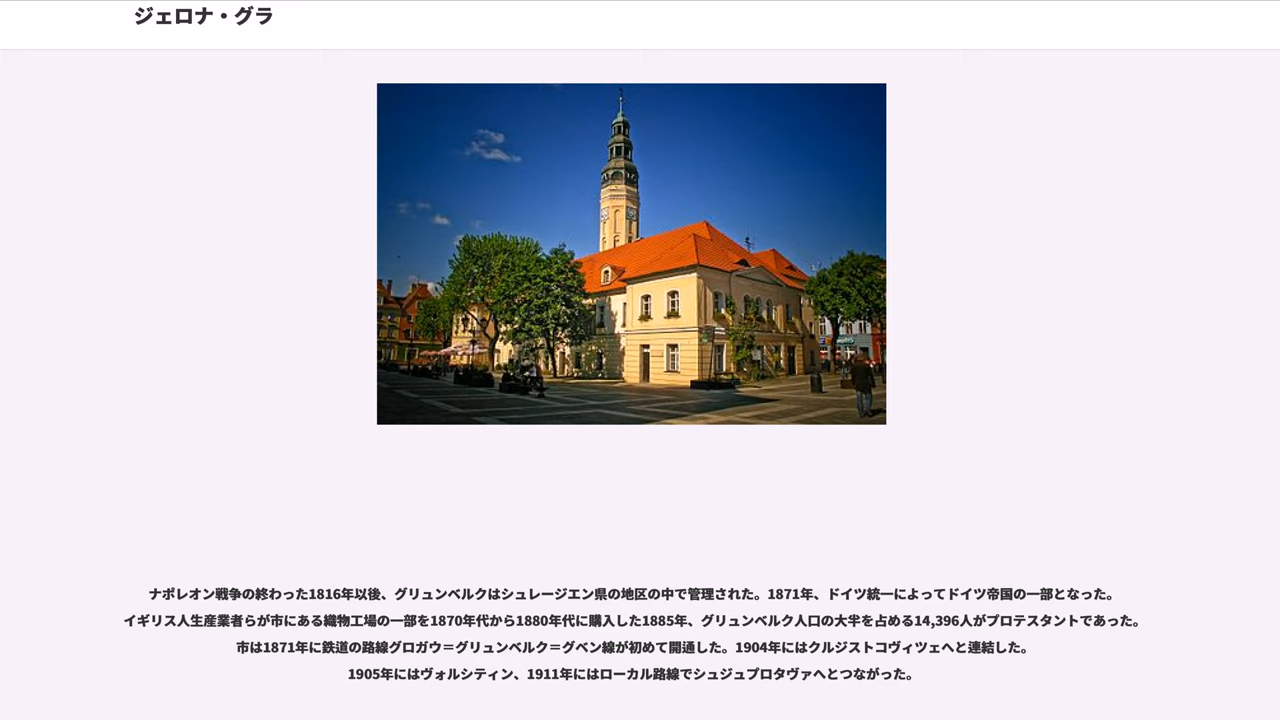 ジェロナ・グラ
ナポレオン戦争の終わった1816年以後、グリュンベルクはシュレージエン県の地区の中で管理された。1871年、ドイツ統一によってドイツ帝国の一部となった。
イギリス人生産業者らが市にある織物工場の一部を1870年代から1880年代に購入した1885年、グリュンベルク人口の大半を占める14,396人がプロテスタントであった。
市は1871年に鉄道の路線グロガウ＝グリュンベルク＝グベン線が初めて開通した。1904年にはクルジストコヴィツェへと連結した。
1905年にはヴォルシティン、1911年にはローカル路線でシュジュプロタヴァへとつながった。